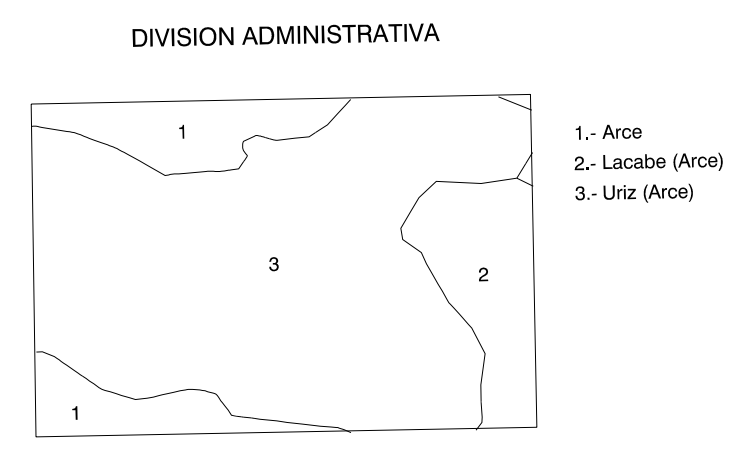 DIVISION ADMINISTRATIVA
1
1.- Arce
2.- Lacabe (Arce)
3.- Uriz (Arce)
3
2
1